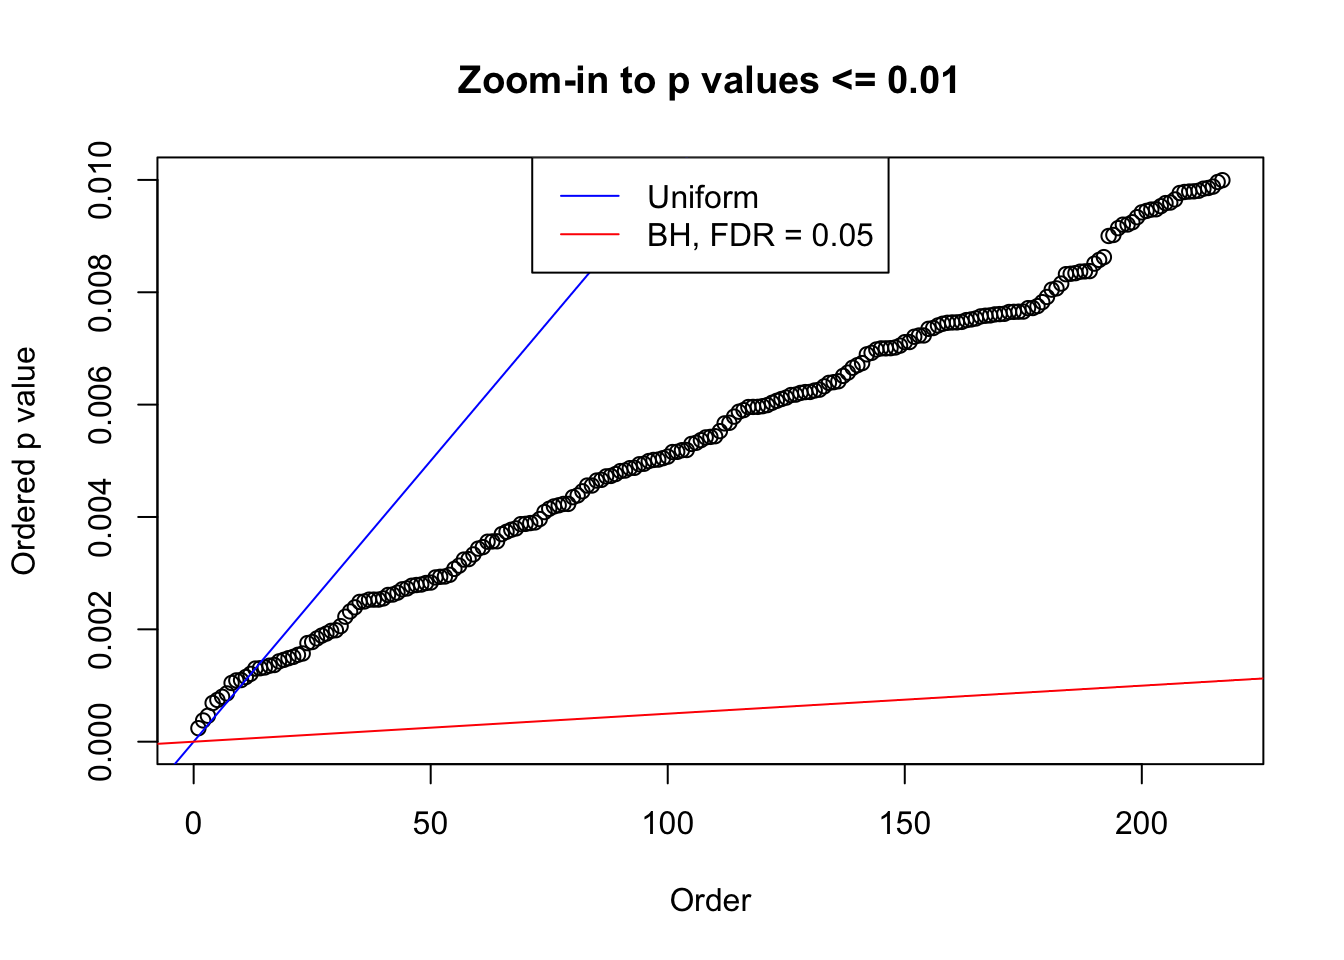 Zoom-in to p values <= 0.01
Uniform
BH, FDR = 0.05
0.010
0.008
0.006
0.004
0.002
0.000
Ordered p value
0 50 100 150 200
Order